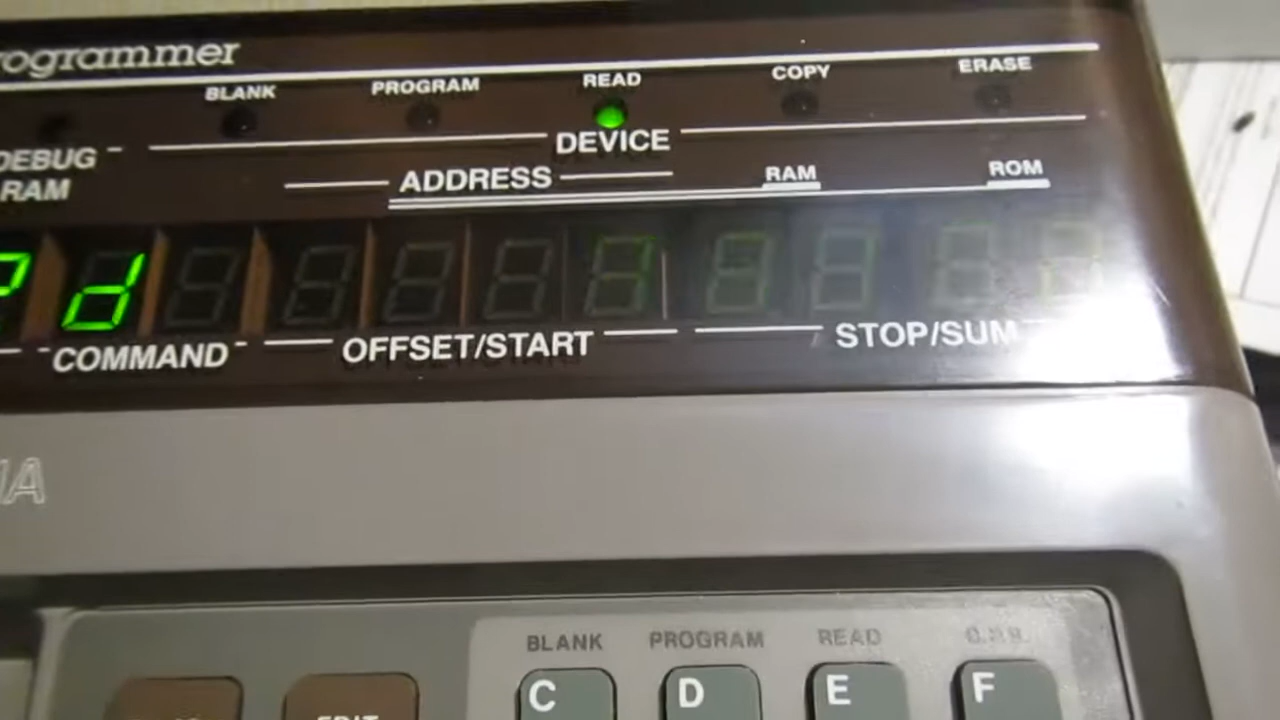 rogrammer
BLANK PROGRAM READ COPY ERASE
DEBUG DEVICE
RAM ADDRESS RAM ROM
d
COMMAND OFFSET/START STOP/SUM
BLANK PROGRAM READ
C D E F